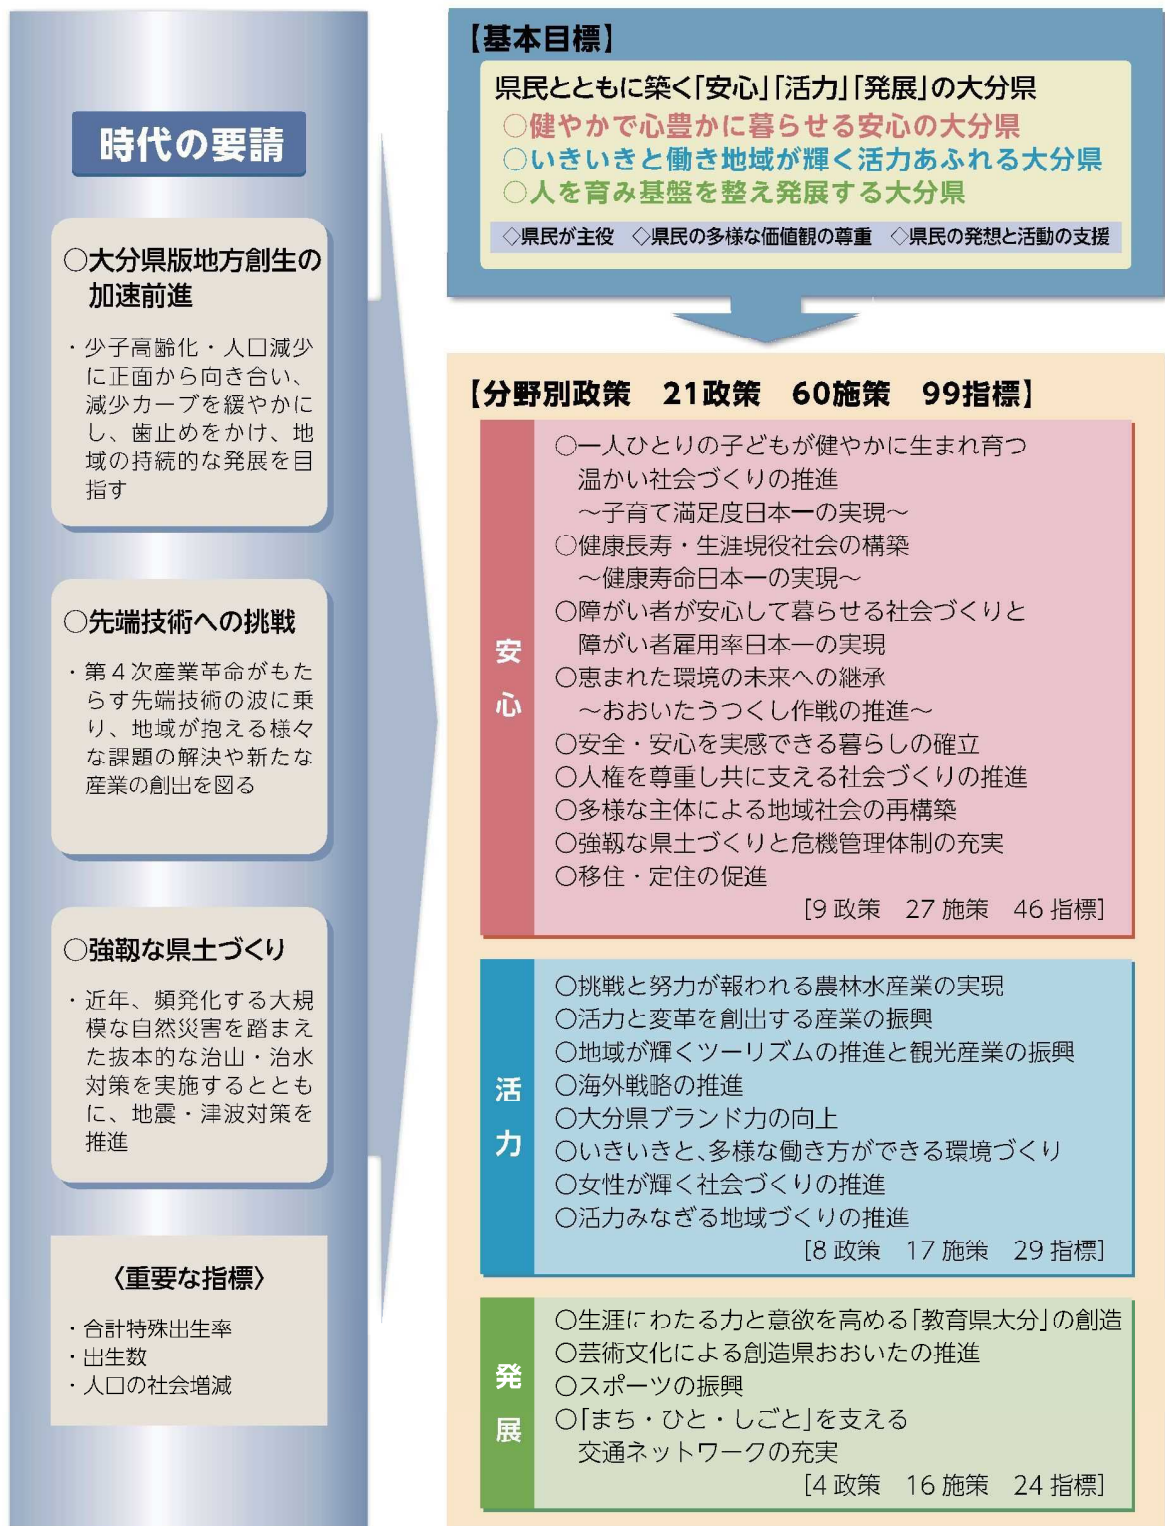 時代の要請
○大分県版地方創生の
加速前進
・少子高齢化・人口減少
に正面から向き合い、
減少カーブを緩やかに
し、歯止めをかけ、地
域の持続的な発展を目
指す
○先端技術への挑戦
・第4次産業革命がもた
らす先端技術の波に乗
り、地域が抱える様々
な課題の解決や新たな
産業の創出を図る
○強靱な県土づくり
・近年、頻発化する大規
模な自然災害を踏まえ
た抜本的な治山・治水
対策を実施するととも
に、地震・津波対策を
推進
〈重要な指標〉
・合計特殊出生率
・出生数
・人口の社会増減
【基本目標】
県民とともに築く「安心」「活力」「発展」の大分県
○健やかで心豊かに暮らせる安心の大分県
○いきいきと働き地域が輝く活力あふれる大分県
○人を育み基盤を整え発展する大分県
◇県民が主役 ◇県民の多様な価値観の尊重 ◇県民の発想と活動の支援
【分野別政策 21政策 60施策 99指標】
安心
○一人ひとりの子どもが健やかに生まれ育つ
温かい社会づくりの推進
～子育て満足度日本一の実現～
○健康長寿・生涯現役社会の構築
～健康寿命日本一の実現～
○障がい者が安心して暮らせる社会づくりと
障がい者雇用率日本一の実現
○恵まれた環境の未来への継承
～おおいたうつくし作戦の推進～
○安全・安心を実感できる暮らしの確立
○人権を尊重し共に支える社会づくりの推進
○多様な主体による地域社会の再構築
○強靱な県土づくりと危機管理体制の充実
○移住・定住の促進
[9政策 27施策 46指標]
活力
○挑戦と努力が報われる農林水産業の実現
○活力と変革を創出する産業の振興
○地域が輝くツーリズムの推進と観光産業の振興
○海外戦略の推進
○大分県ブランド力の向上
○いきいきと、多様な働き方ができる環境づくり
○女性が輝く社会づくりの推進
○活力みなぎる地域づくりの推進
[8政策 17施策 29指標]
発展
○生涯にわたる力と意欲を高める「教育県大分」の創造
○芸術文化による創造県おおいたの推進
○スポーツの振興
○「まち・ひと・しごと」を支える
交通ネットワークの充実
[4政策 16施策 24指標]